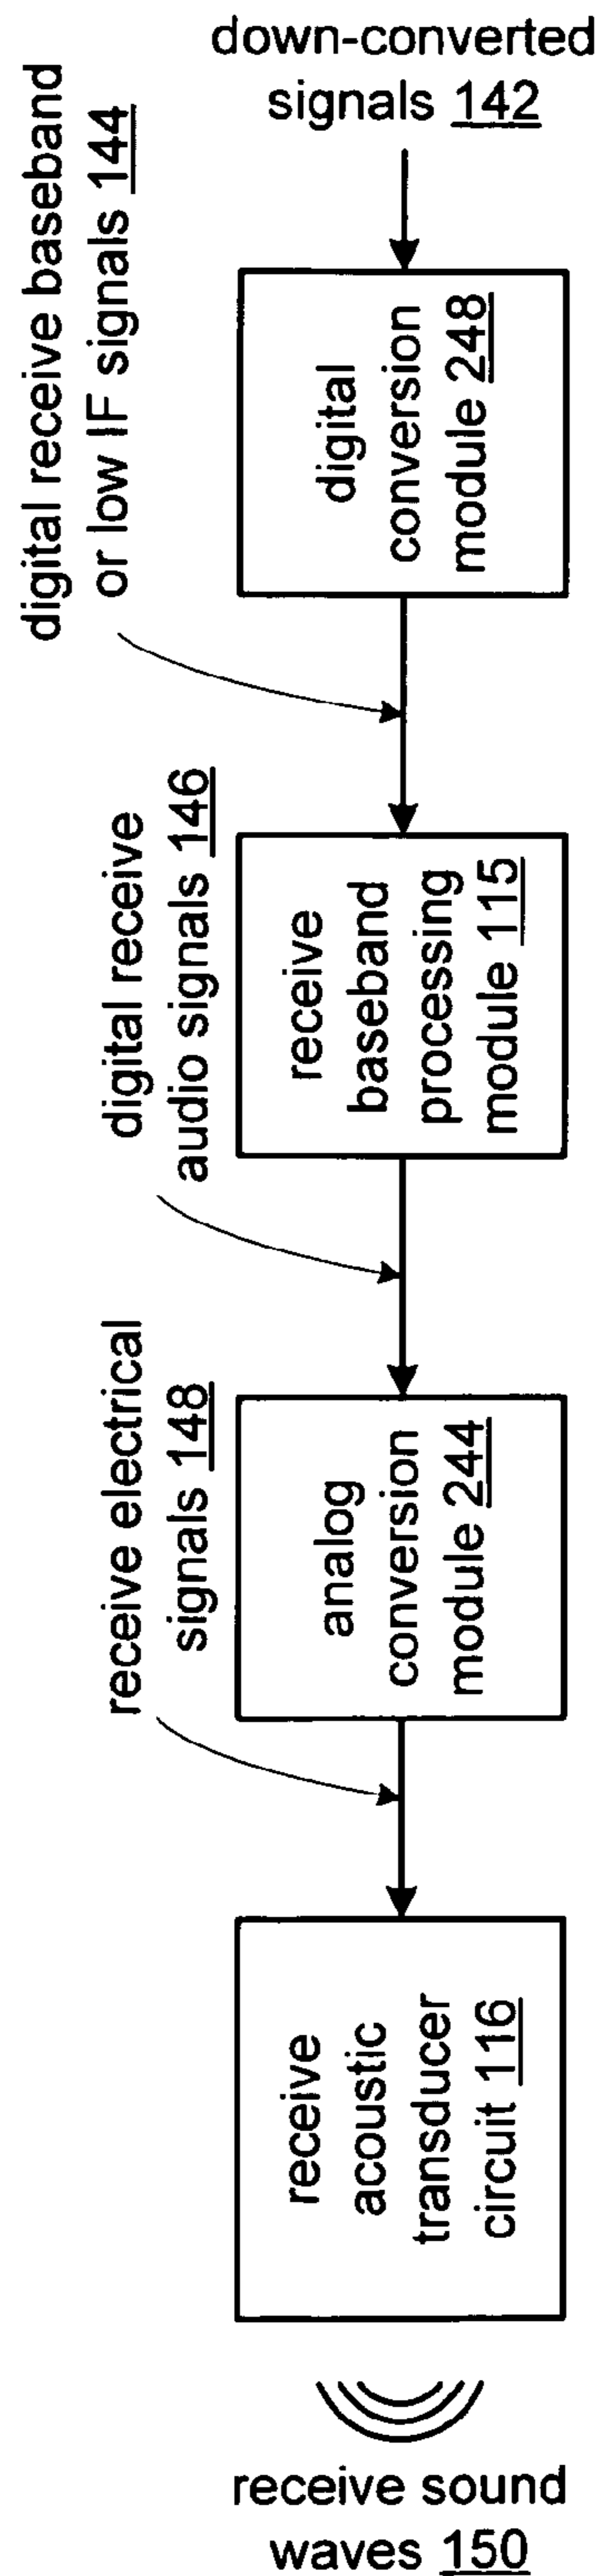 down-converted
signals 142
digital receive baseband
or low IF signals 144
digital
conversion
module 248
digital receive
audio signals 146
receive
baseband
processing
module 115
receive electrical
signals 148
analog
conversion
module 244
receive
acoustic
transducer
circuit 116
receive sound
waves 150